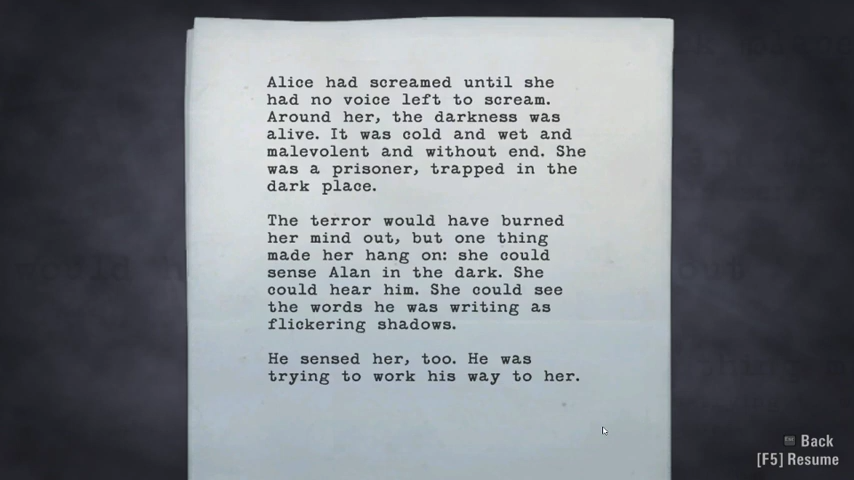 Alice had screamed until she
had no voice left to scream.
Around her, the darkness was
alive. It was cold and wet and
malevolent and without end. She
was a prisoner, trapped in the
dark place.
The terror would have burned
her mind out, but one thing
made her hang on: she could
sense Alan in the dark. She
could hear him. She could see
the words he was writing as
flickering shadows.
He sensed her, too. He was
trying to work his way to her.
Back
[F5] Resume